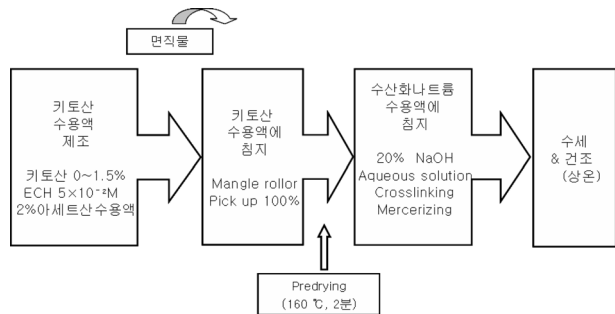 면직물
키토산
수용액
제조
키토산 0~1.5%
ECH 5×10⁻²M
2%아세트산수용액
키토산
수용액에
침지
Mangle rollor
Pick up 100%
수산화나트륨
수용액에
침지
20% NaOH
Aqueous solution
Crosslinking
Mercerizing
수세
& 건조
(상온)
Predrying
(160 ℃, 2분)